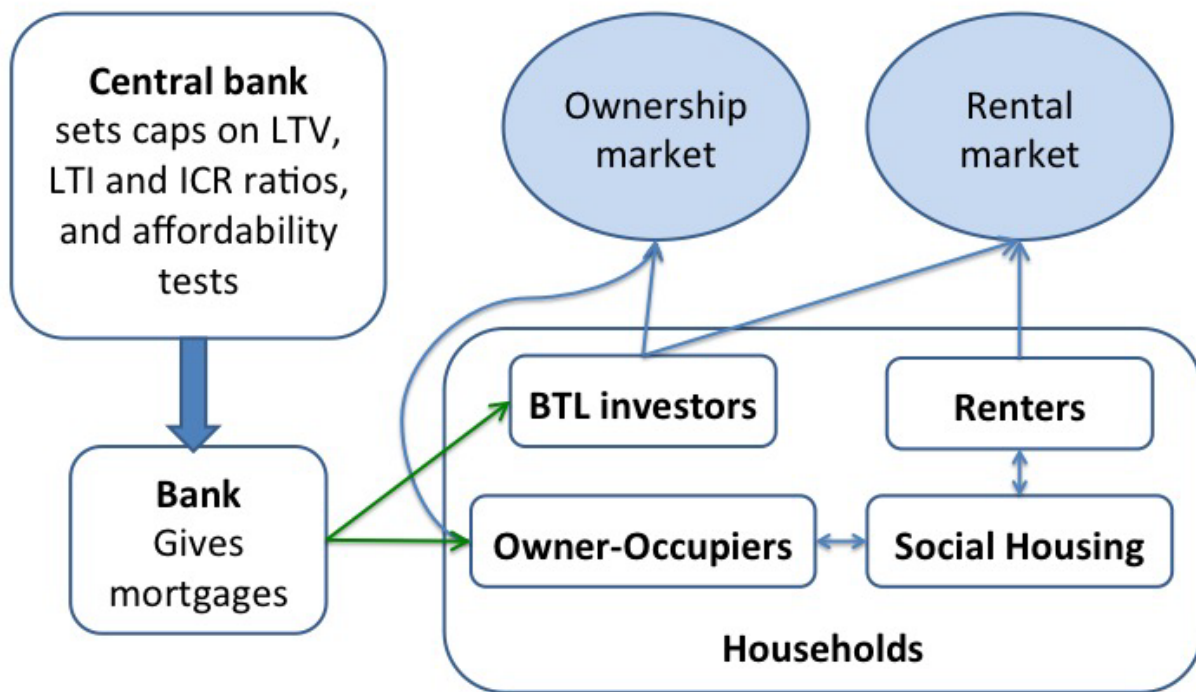 Central bank
sets caps on LTV,
LTI and ICR ratios,
and affordability
tests
Ownership
market
Rental
market
BTL investors
Renters
Bank
Gives
mortgages
Owner-Occupiers
Social Housing
Households